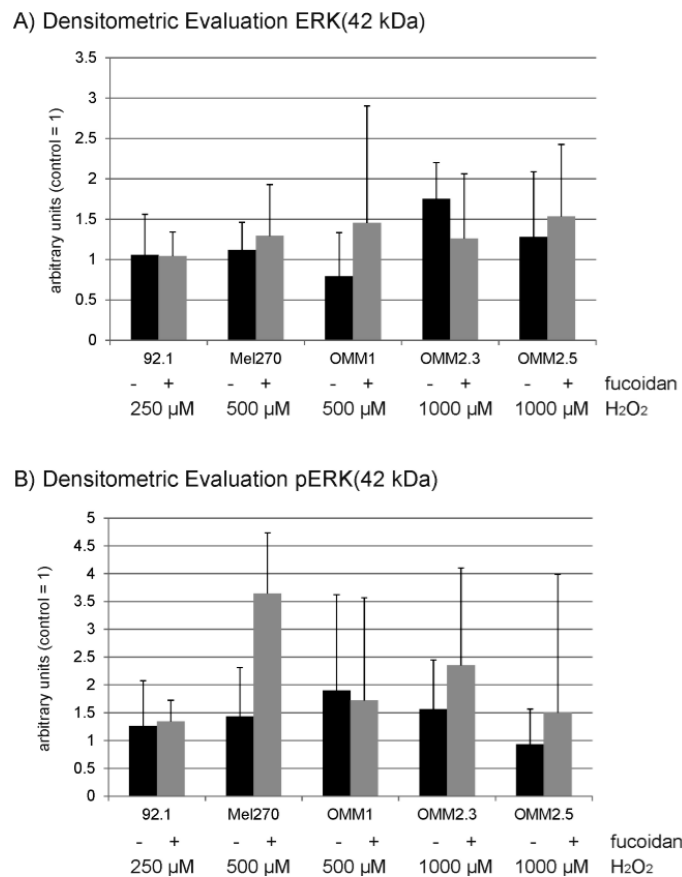 A) Densitometric Evaluation ERK(42 kDa)
arbitrary units (control = 1)
3.5
3
2.5
2
1.5
1
0.5
0
92.1 Mel270 OMM1 OMM2.3 OMM2.5
- + - + - + - + - + fucoidan
250 µM 500 µM 500 µM 1000 µM 1000 µM H₂O₂
B) Densitometric Evaluation pERK(42 kDa)
arbitrary units (control = 1)
5
4.5
4
3.5
3
2.5
2
1.5
1
0.5
0
92.1 Mel270 OMM1 OMM2.3 OMM2.5
- + - + - + - + - + fucoidan
250 µM 500 µM 500 µM 1000 µM 1000 µM H₂O₂